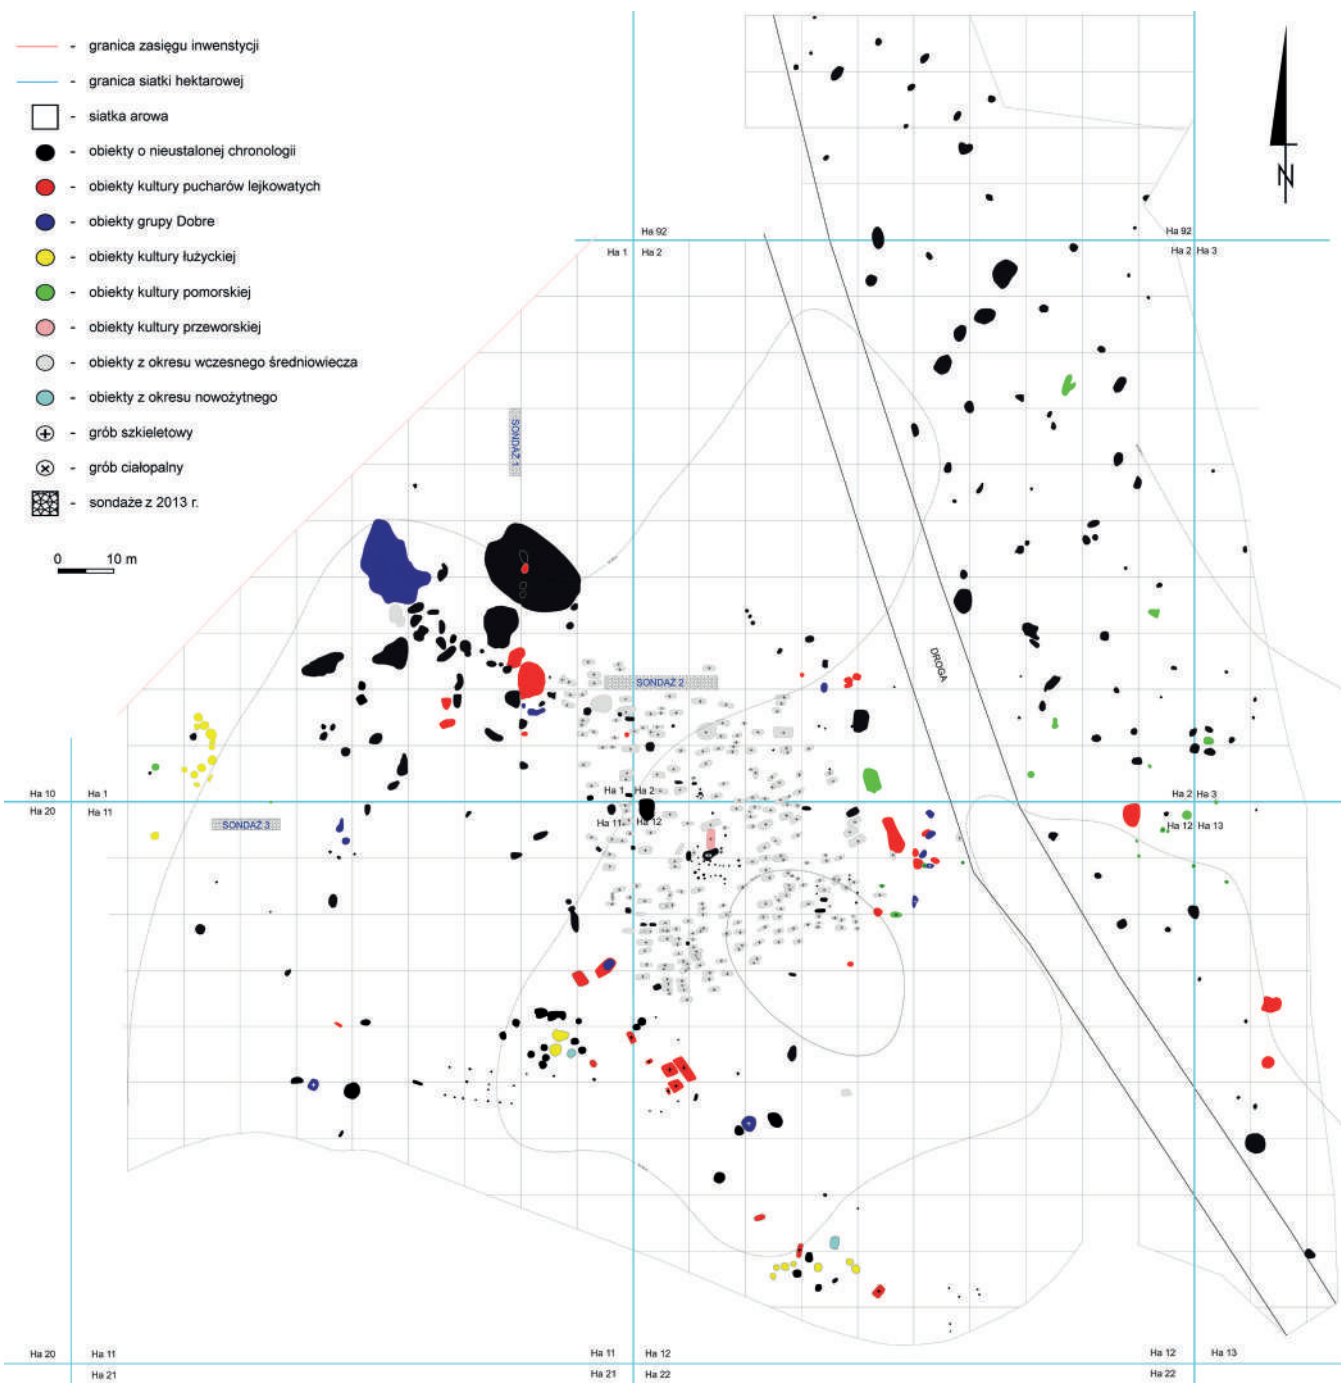 - granica zasięgu inwenstycji
- granica siatki hektarowej
- siatka arowa
- obiekty o nieustalonej chronologii
- obiekty kultury pucharów lejkowatych
- obiekty grupy Dobre
- obiekty kultury łużyckiej
- obiekty kultury pomorskiej
- obiekty kultury przeworskiej
- obiekty z okresu wczesnego średniowiecza
- obiekty z okresu nowożytnego
- grób szkieletowy
- grób ciałopalny
- sondaże z 2013 r.
0 10 m
N
Ha 92 Ha 92
Ha 1 Ha 2 Ha 2 Ha 3
SONDAŻ 1
DROGA
SONDAŻ 2
Ha 10 Ha 1 Ha 1 Ha 2 Ha 2 Ha 3
Ha 20 Ha 11 Ha 11 Ha 12 Ha 12 Ha 13
SONDAŻ 3
Ha 20 Ha 11 Ha 11 Ha 12 Ha 12 Ha 13
Ha 21 Ha 21 Ha 22 Ha 22